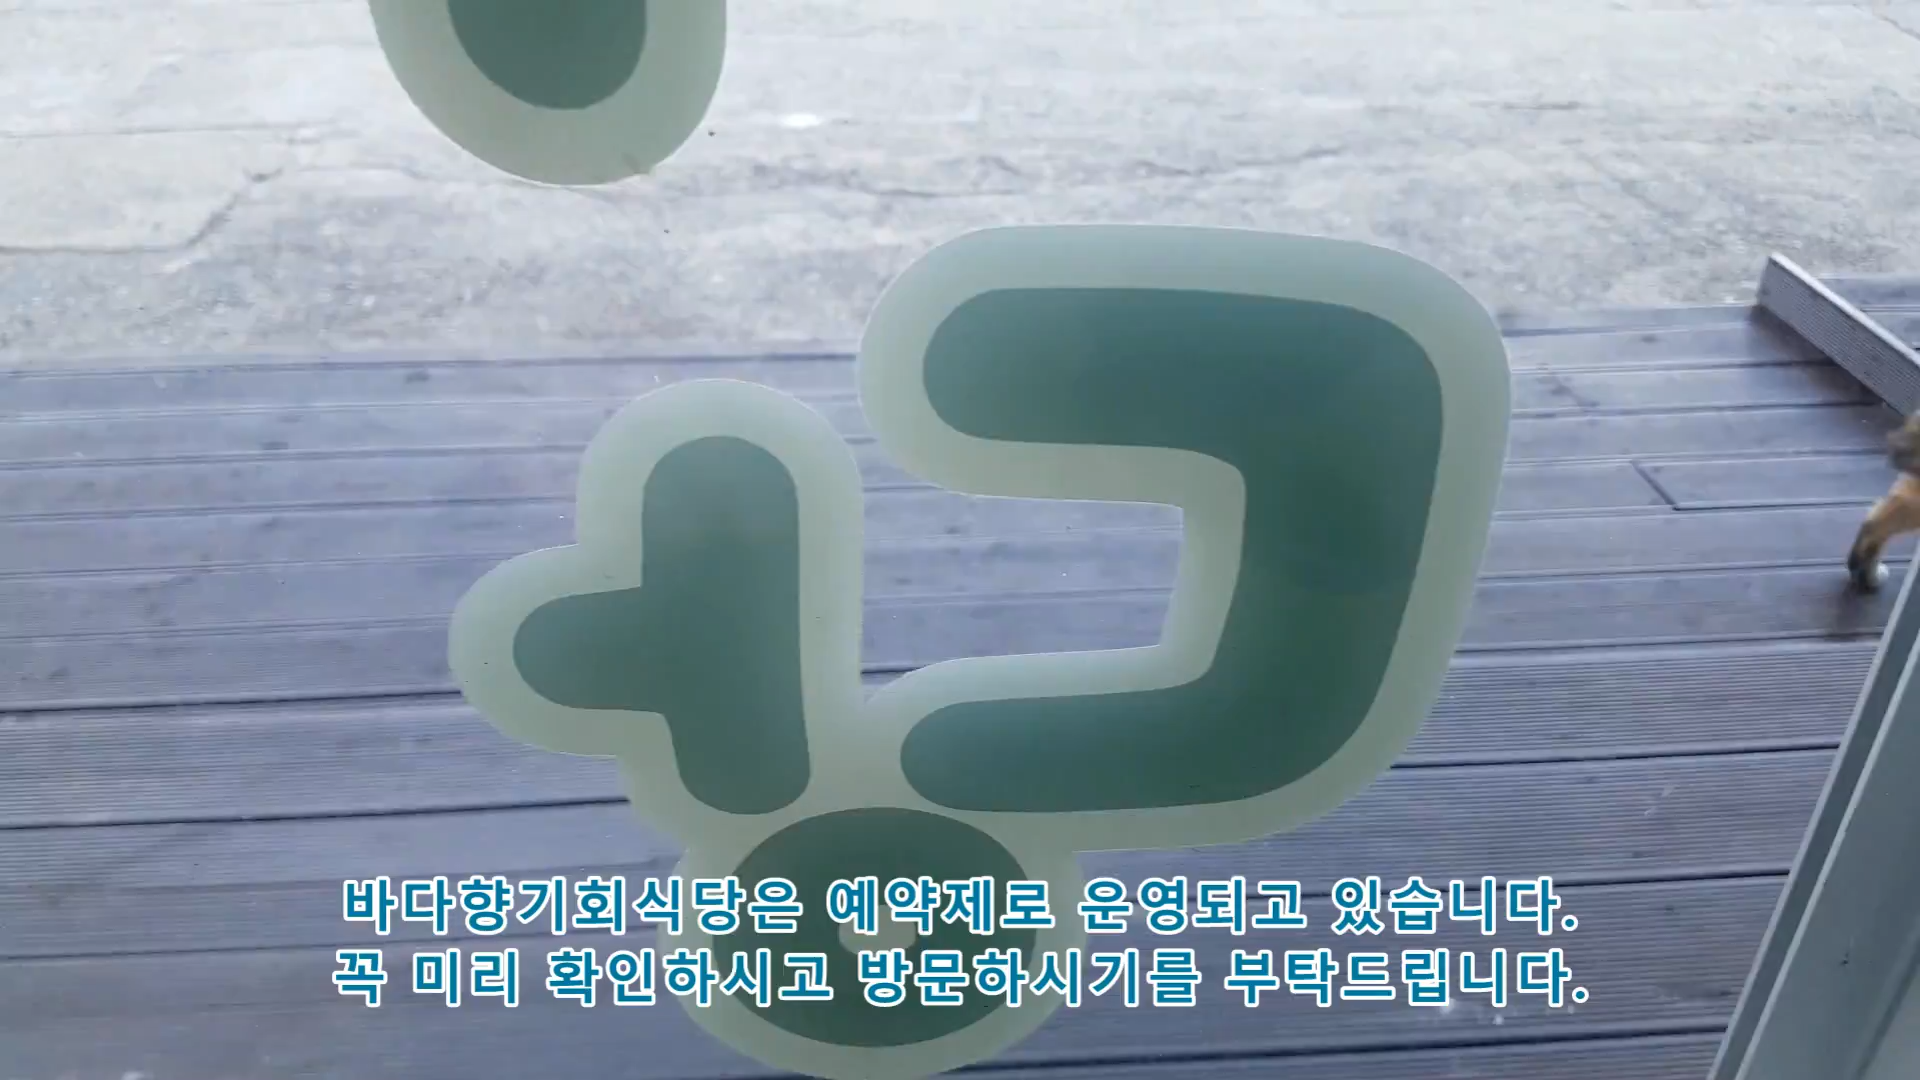 당
바다향기회식당은 예약제로 운영되고 있습니다.
꼭 미리 확인하시고 방문하시기를 부탁드립니다.